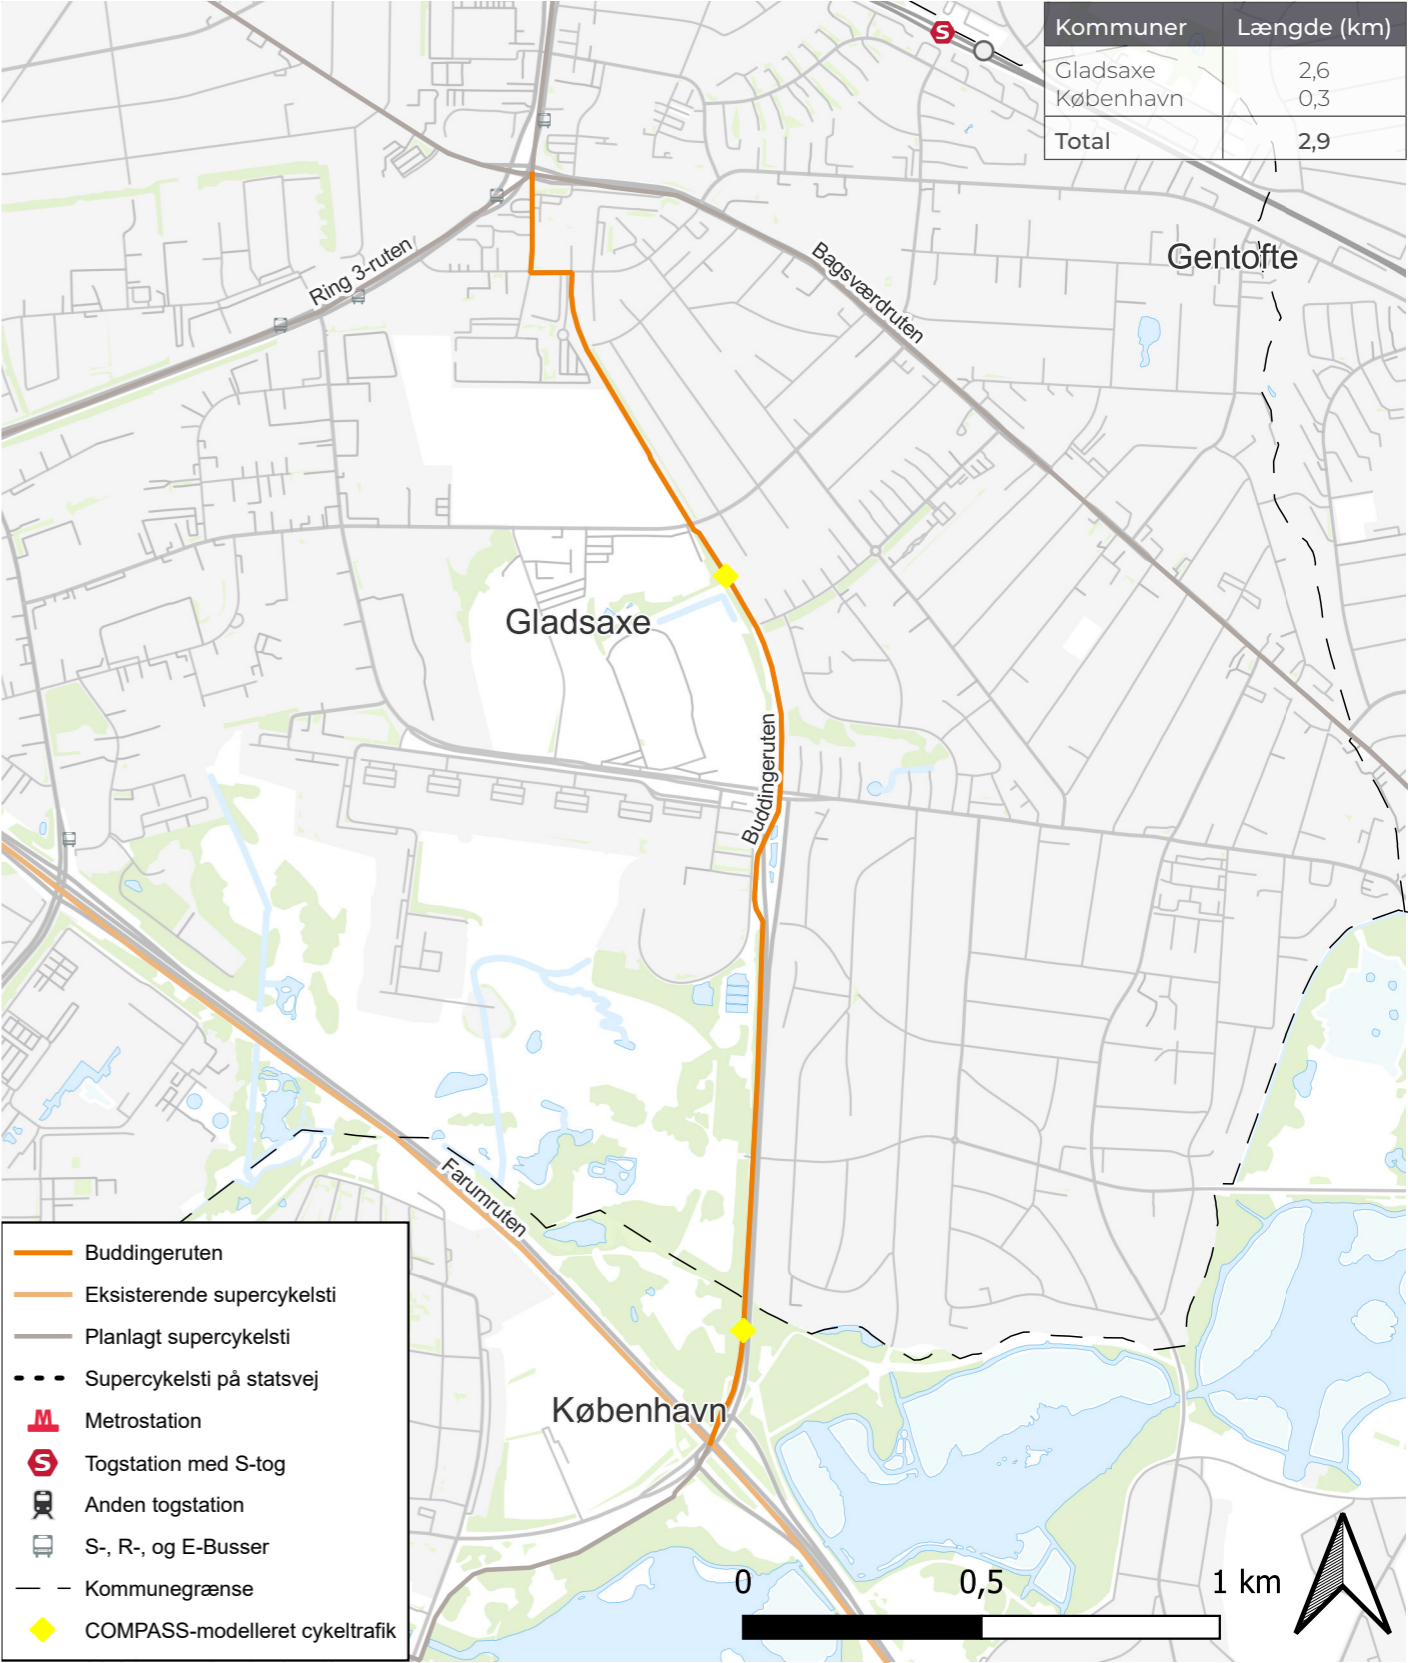 Kommuner Længde (km)
Gladsaxe 2,6
København 0,3
Total 2,9
S
Gentofte
Ring 3-ruten
Bagsværdruten
Gladsaxe
Buddingeruten
Farumruten
København
Buddingeruten
Eksisterende supercykelsti
Planlagt supercykelsti
Supercykelsti på statsvej
M Metrostation
S Togstation med S-tog
Anden togstation
S-, R-, og E-Busser
Kommunegrænse
COMPASS-modelleret cykeltrafik
0 0,5 1 km